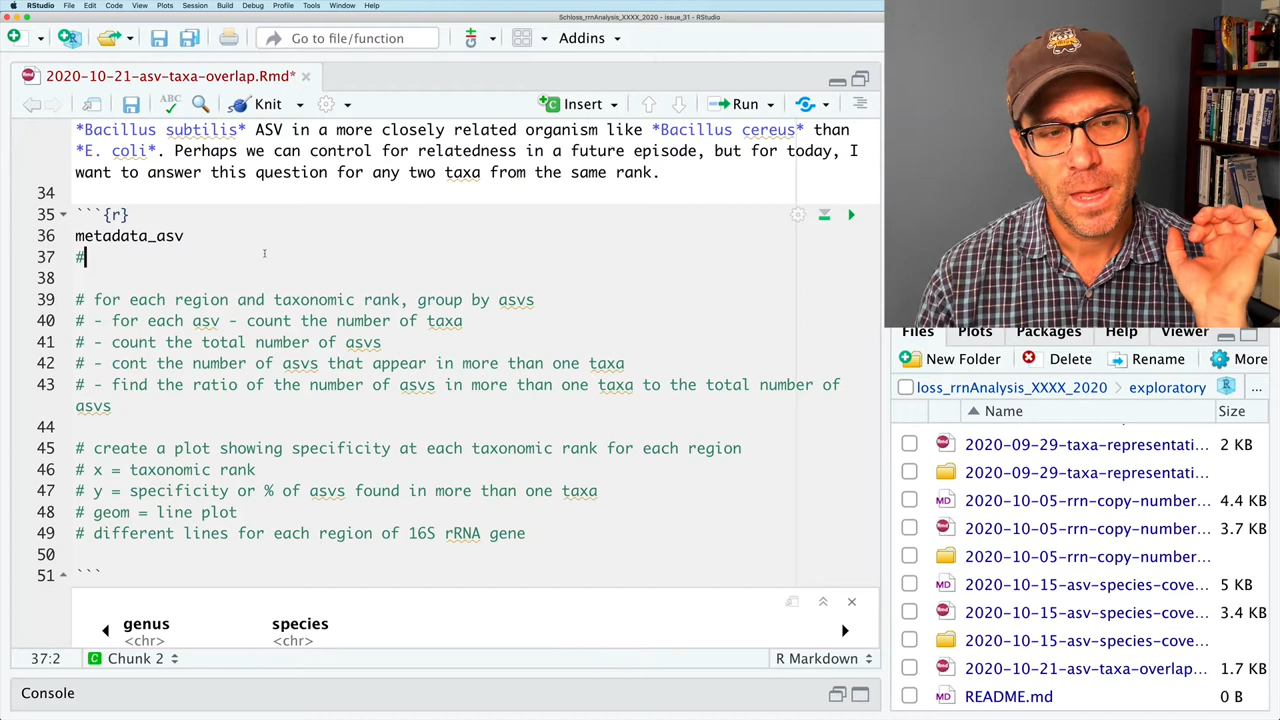 RStudio File Edit Code View Plots Session Build Debug Profile Tools Window Help
Schloss_rrnAnalysis_XXXX_2020 - issue_31 - RStudio
Go to file/function
Addins
2020-10-21-asv-taxa-overlap.Rmd*
ABC
Knit
Insert
Run
*Bacillus subtilis* ASV in a more closely related organism like *Bacillus cereus* than
*E. coli*. Perhaps we can control for relatedness in a future episode, but for today, I
want to answer this question for any two taxa from the same rank.
34
35 ```{r}
36 metadata_asv
37 #
38
39 # for each region and taxonomic rank, group by asvs
40 # - for each asv - count the number of taxa
41 # - count the total number of asvs
42 # - cont the number of asvs that appear in more than one taxa
43 # - find the ratio of the number of asvs in more than one taxa to the total number of
asvs
44
45 # create a plot showing specificity at each taxonomic rank for each region
46 # x = taxonomic rank
47 # y = specificity or % of asvs found in more than one taxa
48 # geom = line plot
49 # different lines for each region of 16S rRNA gene
50
51 ```
genus species
<chr> <chr>
37:2 Chunk 2 R Markdown
Console
Files Plots Packages Help Viewer
New Folder Delete Rename More
loss_rrnAnalysis_XXXX_2020 exploratory ...
Name Size
2020-09-29-taxa-representati... 2 KB
2020-09-29-taxa-representati...
MD 2020-10-05-rrn-copy-number... 4.4 KB
2020-10-05-rrn-copy-number... 3.7 KB
2020-10-05-rrn-copy-number...
MD 2020-10-15-asv-species-cove... 5 KB
2020-10-15-asv-species-cove... 3.4 KB
2020-10-15-asv-species-cove...
2020-10-21-asv-taxa-overlap... 1.7 KB
MD README.md 0 B